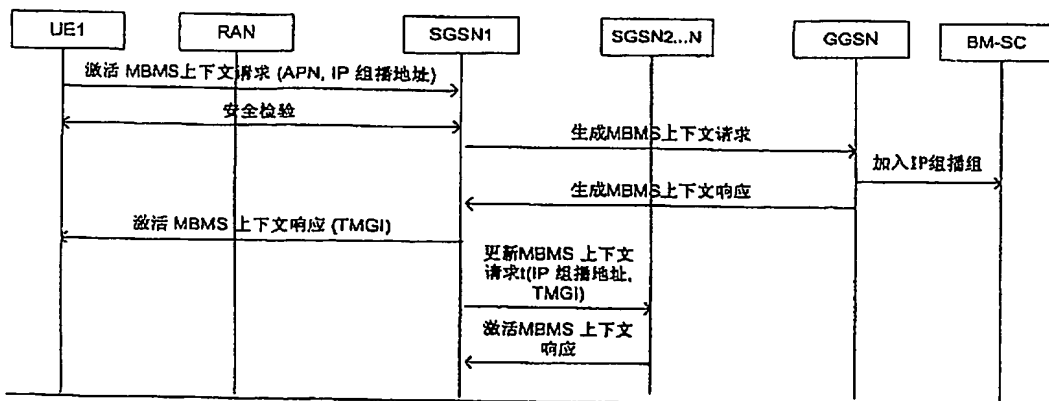 UE1
RAN
SGSN1
SGSN2...N
GGSN
BM-SC
激活 MBMS上下文请求 (APN, IP 组播地址)
安全检验
生成MBMS上下文请求
加入IP组播组
生成MBMS上下文响应
激活 MBMS 上下文响应 (TMGI)
更新MBMS 上下文
请求t(IP 组播地址,
TMGI)
激活MBMS 上下文
响应